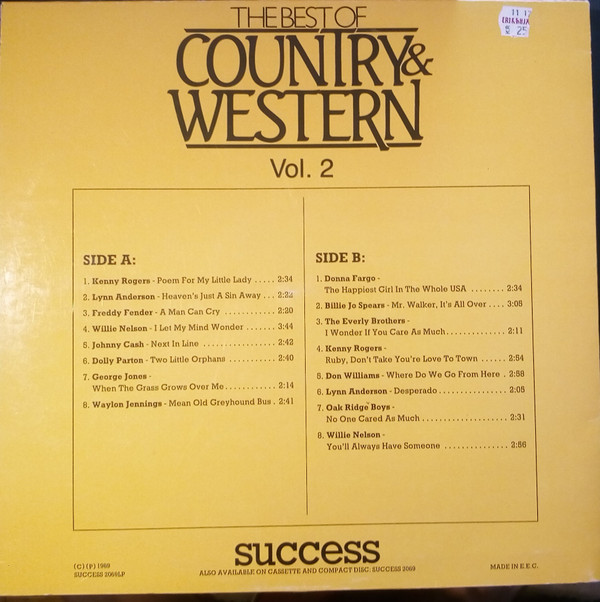 THE BEST OF
COUNTRY &
WESTERN
Vol. 2
SIDE A:
1. Kenny Rogers - Poem For My Little Lady ..... 2:34
2. Lynn Anderson - Heaven's Just A Sin Away ... 2:22
3. Freddy Fender - A Man Can Cry ............ 2:20
4. Willie Nelson - I Let My Mind Wonder ....... 3:44
5. Johnny Cash - Next In Line ............... 2:42
6. Dolly Parton - Two Little Orphans .......... 2:40
7. George Jones -
When The Grass Grows Over Me ............ 2:14
8. Waylon Jennings - Mean Old Greyhound Bus . 2:41
SIDE B:
1. Donna Fargo -
The Happiest Girl In The Whole USA ........ 2:34
2. Billie Jo Spears - Mr. Walker, It's All Over .... 3:05
3. The Everly Brothers -
I Wonder If You Care As Much .............. 2:11
4. Kenny Rogers -
Ruby, Don't Take You're Love To Town ...... 2:54
5. Don Williams - Where Do We Go From Here . 2:58
6. Lynn Anderson - Desperado ................ 2:05
7. Oak Ridge Boys -
No One Cared As Much .................... 2:31
8. Willie Nelson -
You'll Always Have Someone ............... 2:56
success
(C) (P) 1989
SUCCESS 2069LP
ALSO AVAILABLE ON CASSETTE AND COMPACT DISC: SUCCESS 2069
MADE IN E.E.C.